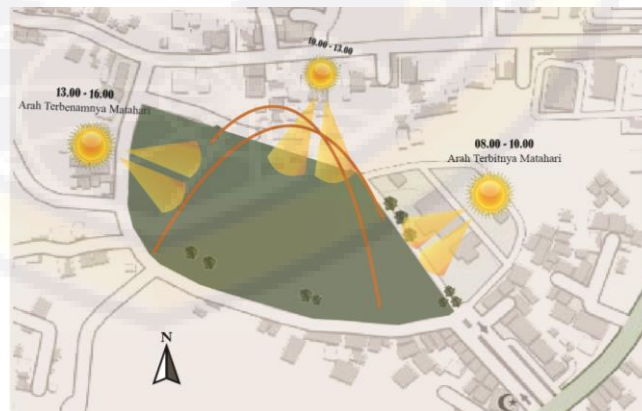 10.00 - 13.00
13.00 - 16.00
Arah Terbenamnya Matahari
08.00 - 10.00
Arah Terbitnya Matahari
N